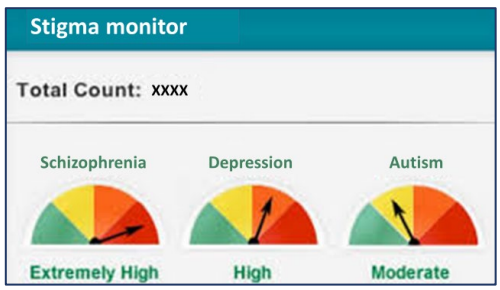 Stigma monitor
Total Count: xxxx
Schizophrenia Depression Autism
Extremely High High Moderate